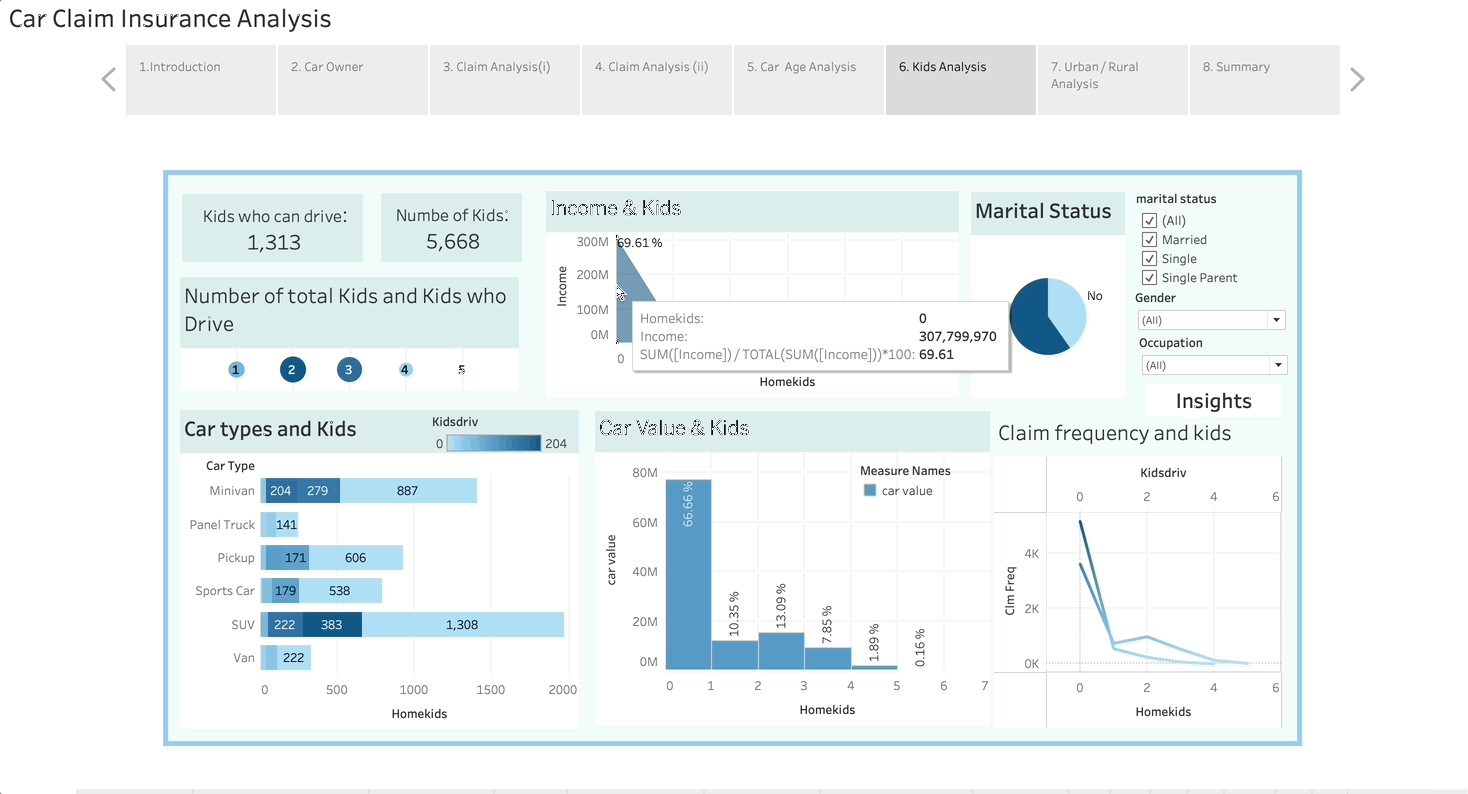 Car Claim Insurance Analysis
1.Introduction
2. Car Owner
3. Claim Analysis(i)
4. Claim Analysis (ii)
5. Car Age Analysis
6. Kids Analysis
7. Urban / Rural
Analysis
8. Summary
Kids who can drive:
1,313
Numbe of Kids:
5,668
Number of total Kids and Kids who
Drive
1 2 3 4 5
Income & Kids
300M
200M
100M
0M
Income
69.61 %
0
Homekids
Homekids: 0
Income: 307,799,970
SUM([Income]) / TOTAL(SUM([Income]))*100: 69.61
Marital Status
No
marital status
(All)
Married
Single
Single Parent
Gender
(All)
Occupation
(All)
Insights
Car types and Kids
Kidsdriv
0 204
Car Type
Minivan 204 279 887
Panel Truck 141
Pickup 171 606
Sports Car 179 538
SUV 222 383 1,308
Van 222
0 500 1000 1500 2000
Homekids
Car Value & Kids
Measure Names
car value
80M
60M
40M
20M
0M
car value
66.66 %
10.35 %
13.09 %
7.85 %
1.89 %
0.16 %
0 1 2 3 4 5 6 7
Homekids
Claim frequency and kids
Kidsdriv
0 2 4 6
4K
2K
0K
Clm Freq
0 2 4 6
Homekids